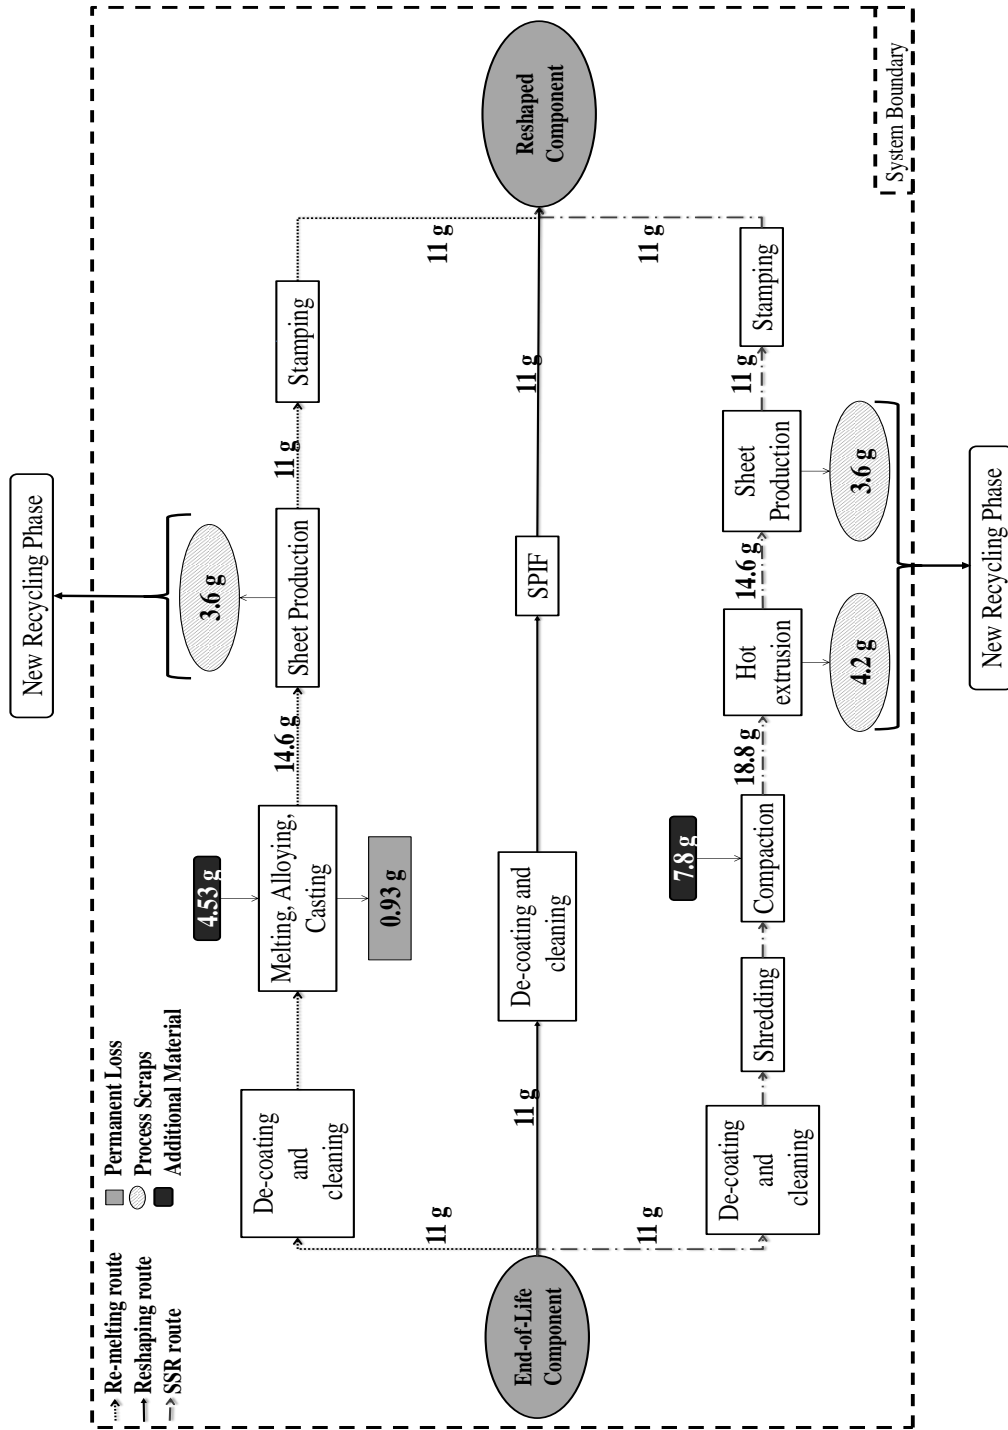 Re-melting route
Reshaping route
SSR route
Permanent Loss
Process Scraps
Additional Material
New Recycling Phase
3.6 g
4.53 g
De-coating
and
cleaning
Melting, Alloying,
Casting
14.6 g
Sheet Production
11 g
Stamping
0.93 g
11 g
11 g
End-of-Life
Component
11 g
De-coating and
cleaning
SPIF
11 g
Reshaped
Component
11 g
11 g
7.8 g
De-coating
and
cleaning
Shredding
Compaction
18.8 g
Hot
extrusion
14.6 g
Sheet
Production
11 g
Stamping
4.2 g
3.6 g
System Boundary
New Recycling Phase